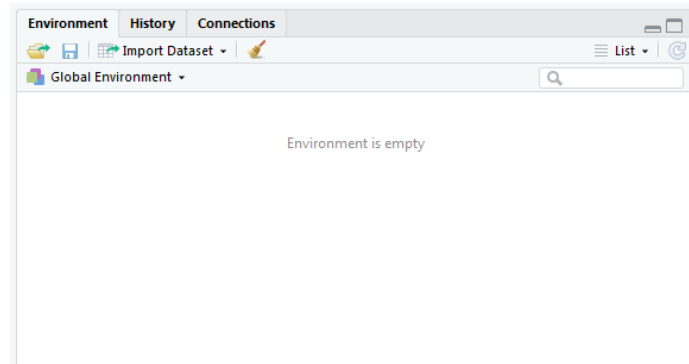 Environment History Connections
Import Dataset List
Global Environment
Environment is empty